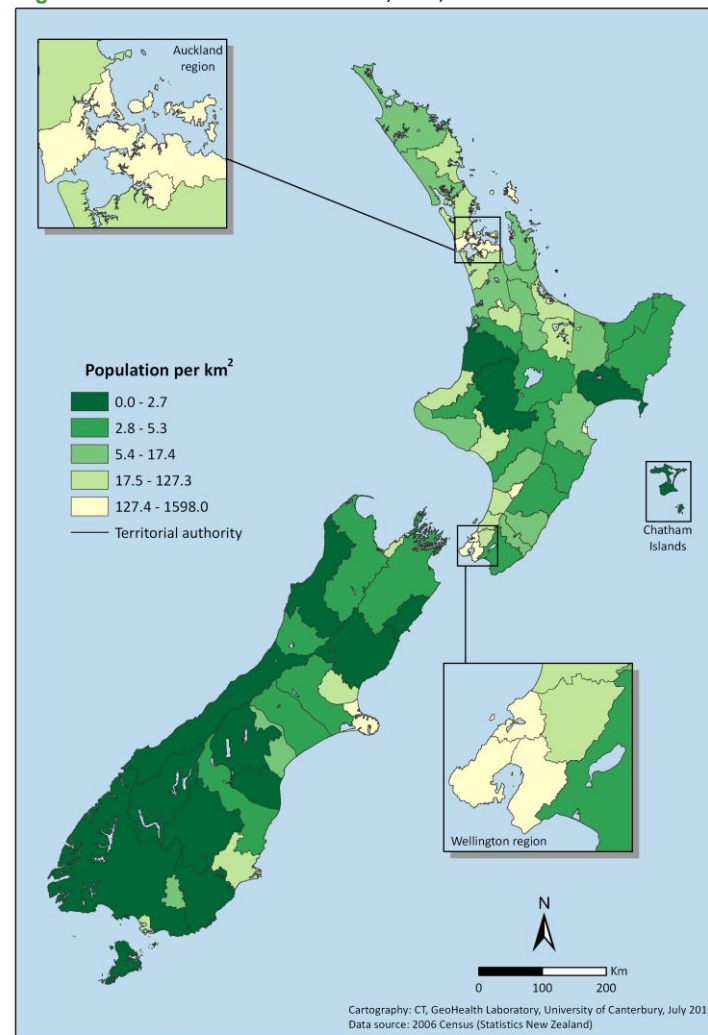 Auckland
region
Population per km2
0.0 - 2.7
2.8 - 5.3
5.4 - 17.4
17.5 - 127.3
127.4 - 1598.0
Territorial authority
Chatham
Islands
Wellington region
N
Km
0 100 200
Cartography: CT, GeoHealth Laboratory, University of Canterbury, July 201
Data source: 2006 Census (Statistics New Zealand)